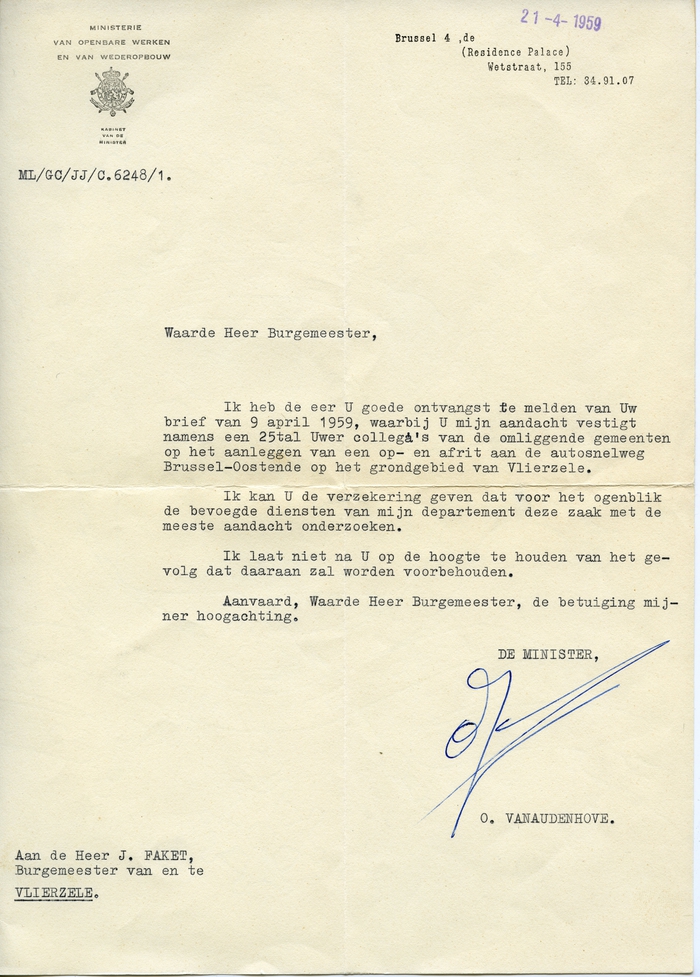 MINISTERIE
VAN OPENBARE WERKEN
EN VAN WEDEROPBOUW
KABINET
VAN DE
MINISTER
21-4-1959
Brussel 4 ,de
(Residence Palace)
Wetstraat, 155
TEL: 34.91.07
ML/GC/JJ/C.6248/1.
Waarde Heer Burgemeester,
Ik heb de eer U goede ontvangst te melden van Uw
brief van 9 april 1959, waarbij U mijn aandacht vestigt
namens een 25tal Uwer collega's van de omliggende gemeenten
op het aanleggen van een op- en afrit aan de autosnelweg
Brussel-Oostende op het grondgebied van Vlierzele.
Ik kan U de verzekering geven dat voor het ogenblik
de bevoegde diensten van mijn departement deze zaak met de
meeste aandacht onderzoeken.
Ik laat niet na U op de hoogte te houden van het ge-
volg dat daaraan zal worden voorbehouden.
Aanvaard, Waarde Heer Burgemeester, de betuiging mij-
ner hoogachting.
DE MINISTER,
O. VANAUDENHOVE.
Aan de Heer J. FAKET,
Burgemeester van en te
VLIERZELE.